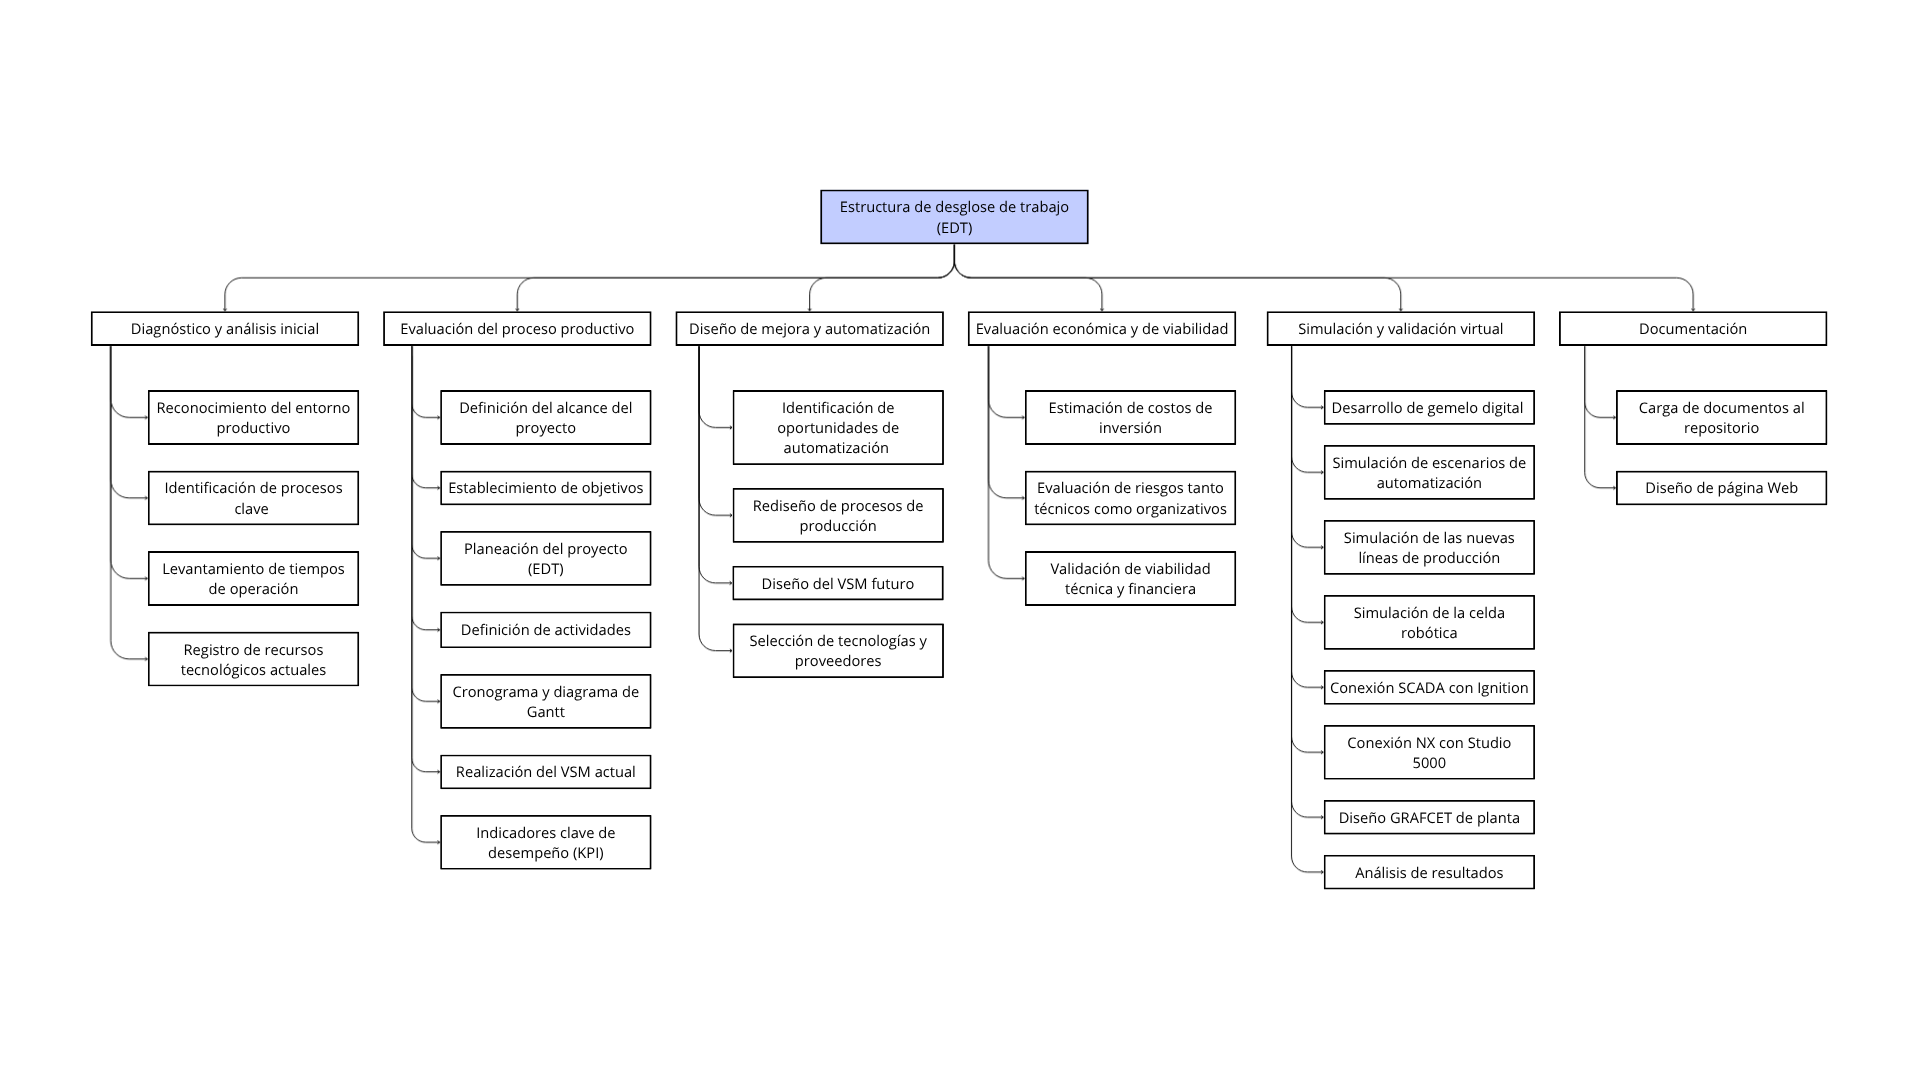 Estructura de desglose de trabajo
(EDT)
Diagnóstico y análisis inicial
Reconocimiento del entorno
productivo
Identificación de procesos
clave
Levantamiento de tiempos
de operación
Registro de recursos
tecnológicos actuales
Evaluación del proceso productivo
Definición del alcance del
proyecto
Establecimiento de objetivos
Planeación del proyecto
(EDT)
Definición de actividades
Cronograma y diagrama de
Gantt
Realización del VSM actual
Indicadores clave de
desempeño (KPI)
Diseño de mejora y automatización
Identificación de
oportunidades de
automatización
Rediseño de procesos de
producción
Diseño del VSM futuro
Selección de tecnologías y
proveedores
Evaluación económica y de viabilidad
Estimación de costos de
inversión
Evaluación de riesgos tanto
técnicos como organizativos
Validación de viabilidad
técnica y financiera
Simulación y validación virtual
Desarrollo de gemelo digital
Simulación de escenarios de
automatización
Simulación de las nuevas
líneas de producción
Simulación de la celda
robótica
Conexión SCADA con Ignition
Conexión NX con Studio
5000
Diseño GRAFCET de planta
Análisis de resultados
Documentación
Carga de documentos al
repositorio
Diseño de página Web